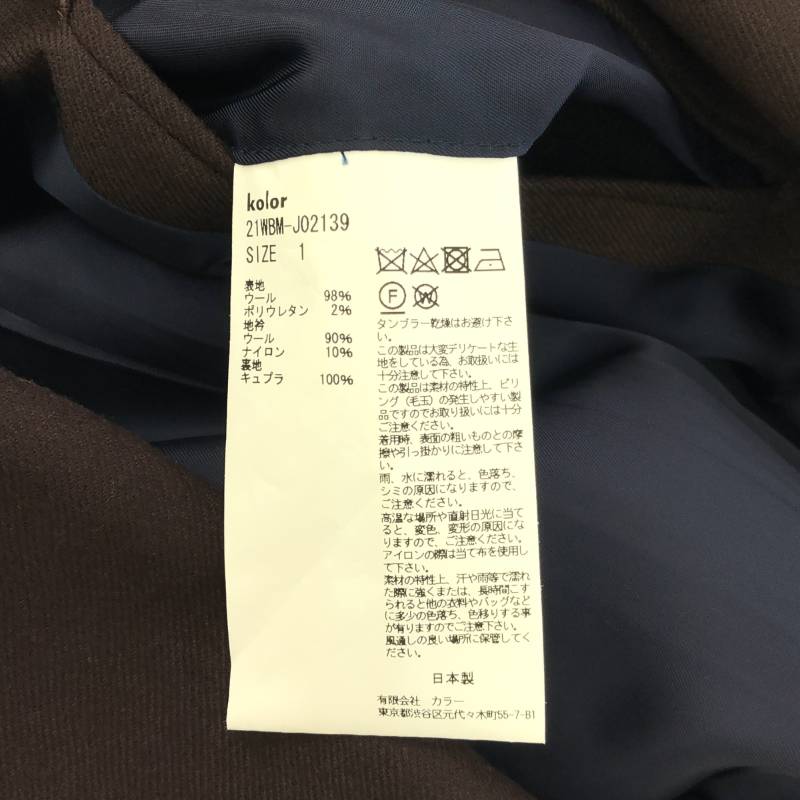 kolor
21WBM-J02139
SIZE 1
表地
ウール 98%
ポリウレタン 2%
地衿
ウール 90%
ナイロン 10%
裏地
キュプラ 100%
F
W
タンブラー乾燥はお避け下さ
い。
この製品は大変デリケートな生
地をしている為、お取扱いには
十分注意して下さい。
この製品は素材の特性上、ピリ
ング(毛玉)の発生しやすい製
品ですのでお取り扱いには十分
ご注意ください。
着用時、表面の粗いものとの摩
擦や引っ掛かりに注意して下さ
い。
雨、水に濡れると、色落ち、
シミの原因になりますので、
ご注意ください。
高温な場所や直射日光に当て
ると、変色、変形の原因にな
りますので、ご注意ください。
アイロンの際は当て布を使用し
て下さい。
素材の特性上、汗や雨等で濡れ
た際に強くまたは、長時間こす
られると他の衣料やバッグなど
に多少の色落ち、色移りする事
が有りますのでご注意下さい。
風通しの良い場所に保管してく
ださい。
日本製
有限会社 カラー
東京都渋谷区元代々木町55-7-B1